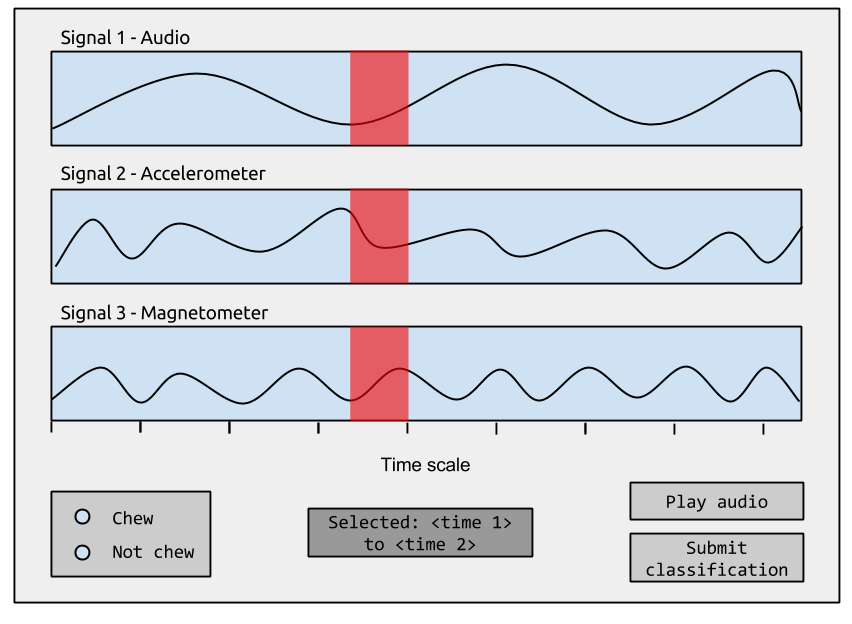 Signal 1 - Audio
Signal 2 - Accelerometer
Signal 3 - Magnetometer
Time scale
Chew
Not chew
Selected: <time 1>
to <time 2>
Play audio
Submit
classification